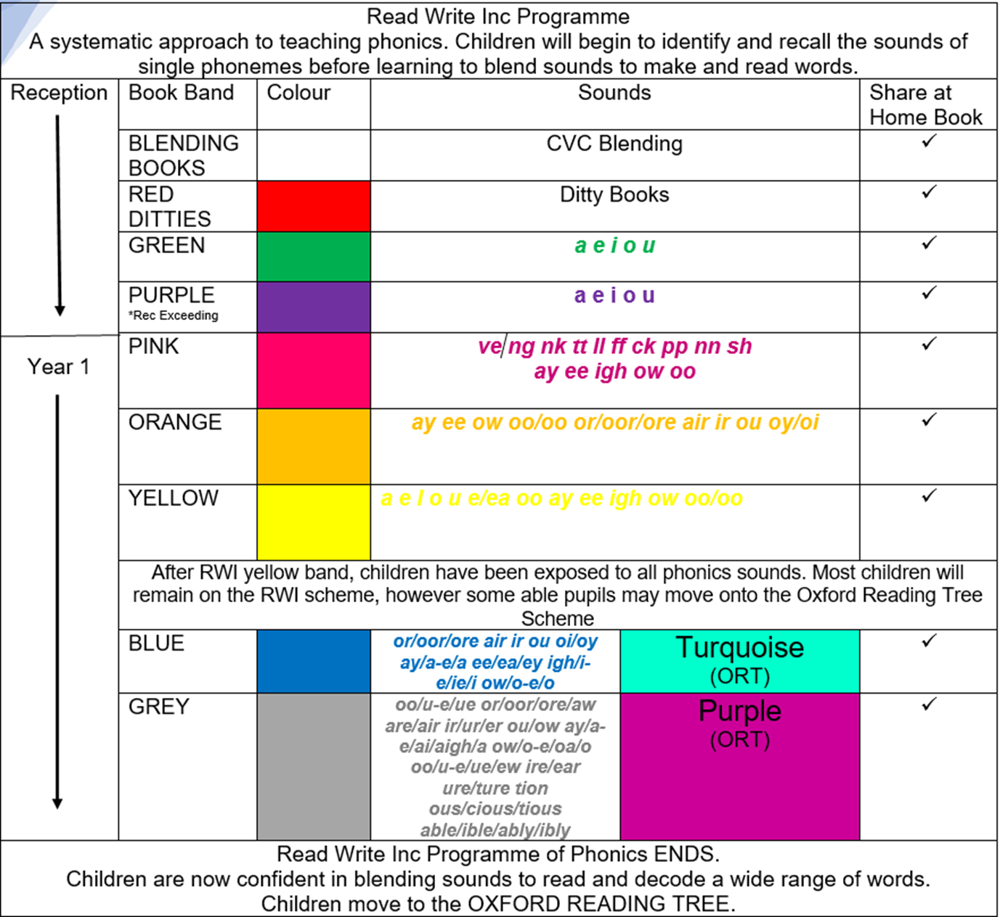 Read Write Inc Programme
A systematic approach to teaching phonics. Children will begin to identify and recall the sounds of
single phonemes before learning to blend sounds to make and read words.
Reception
Book Band
Colour
Sounds
Share at
Home Book
BLENDING
BOOKS
CVC Blending
✓
RED
DITTIES
Ditty Books
✓
GREEN
a e i o u
✓
PURPLE
*Rec Exceeding
a e i o u
✓
Year 1
PINK
ve/ng nk tt ll ff ck pp nn sh
ay ee igh ow oo
✓
ORANGE
ay ee ow oo/oo or/oor/ore air ir ou oy/oi
✓
YELLOW
a e I o u e/ea oo ay ee igh ow oo/oo
✓
After RWI yellow band, children have been exposed to all phonics sounds. Most children will
remain on the RWI scheme, however some able pupils may move onto the Oxford Reading Tree
Scheme
BLUE
or/oor/ore air ir ou oi/oy
ay/a-e/a ee/ea/ey igh/i-
e/ie/i ow/o-e/o
Turquoise
(ORT)
✓
GREY
oo/u-e/ue or/oor/ore/aw
are/air ir/ur/er ou/ow ay/a-
e/ai/aigh/a ow/o-e/oa/o
oo/u-e/ue/ew ire/ear
ure/ture tion
ous/cious/tious
able/ible/ably/ibly
Purple
(ORT)
✓
Read Write Inc Programme of Phonics ENDS.
Children are now confident in blending sounds to read and decode a wide range of words.
Children move to the OXFORD READING TREE.